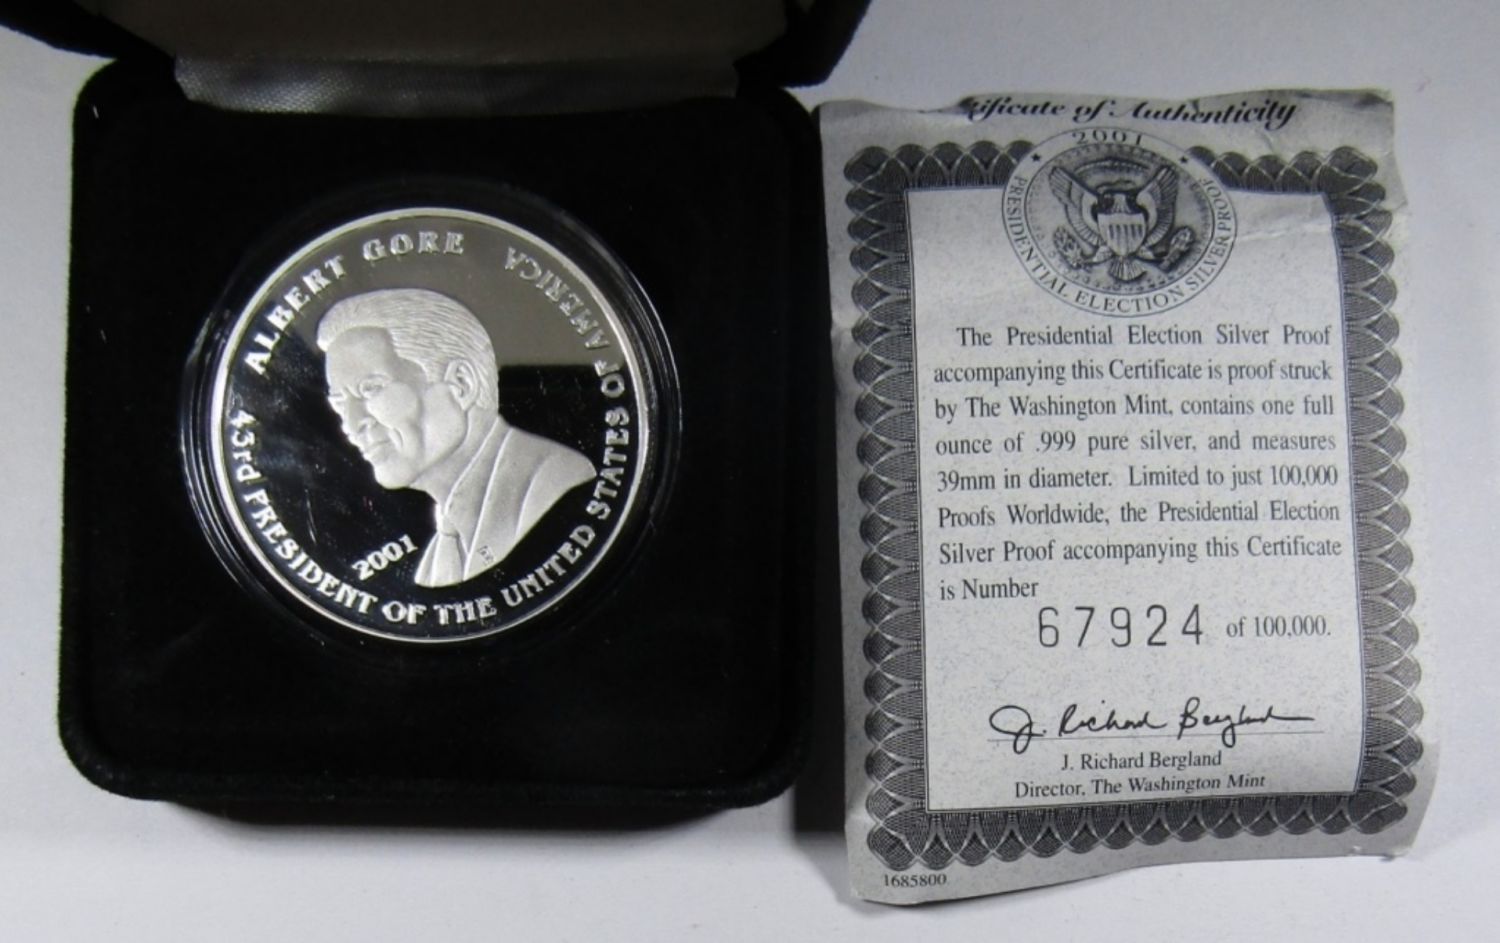 ALBERT GORE
43rd PRESIDENT OF THE UNITED STATES OF AMERICA
2001
ificate of Authenticity
2001
PRESIDENTIAL ELECTION SILVER PROOF
The Presidential Election Silver Proof
accompanying this Certificate is proof struck
by The Washington Mint, contains one full
ounce of .999 pure silver, and measures
39mm in diameter. Limited to just 100,000
Proofs Worldwide, the Presidential Election
Silver Proof accompanying this Certificate
is Number
67924 of 100,000.
J. Richard Bergland
J. Richard Bergland
Director, The Washington Mint
1685800